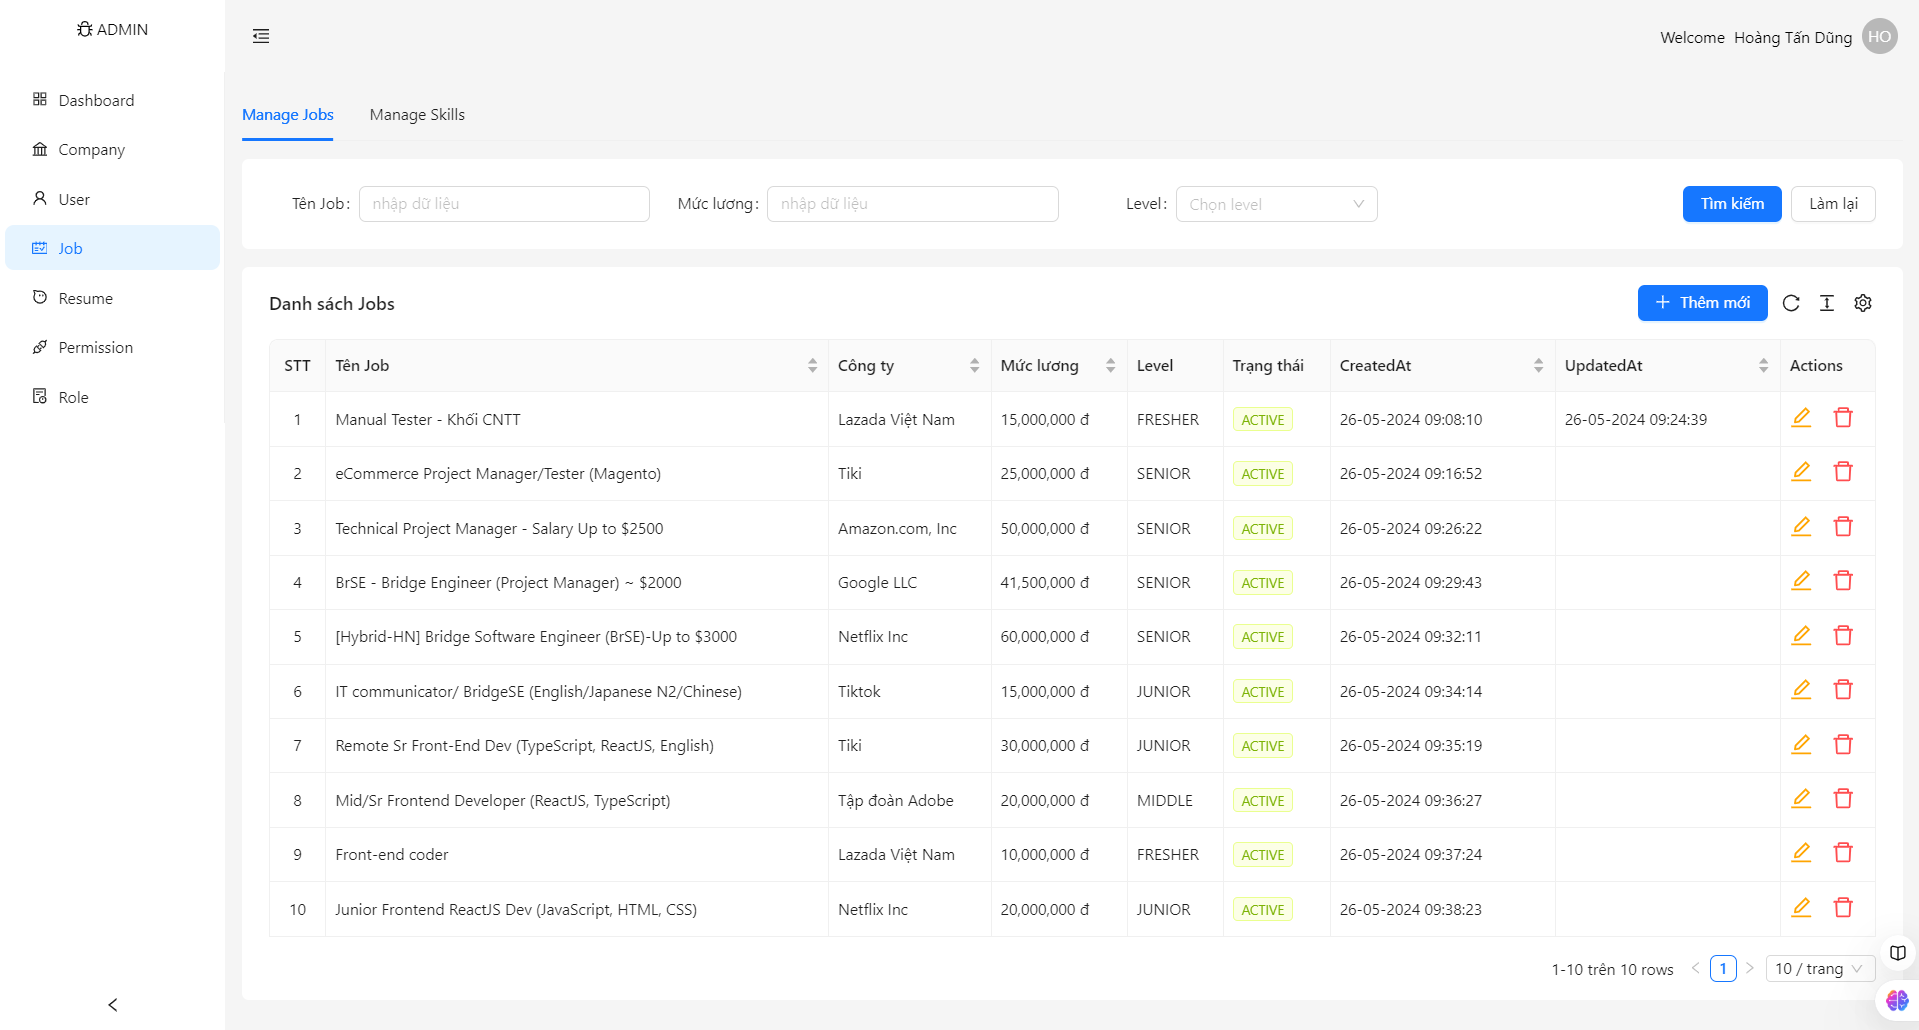 ADMIN
Welcome Hoàng Tấn Dũng HO
Dashboard
Company
User
Job
Resume
Permission
Role
Manage Jobs Manage Skills
Tên Job: nhập dữ liệu Mức lương: nhập dữ liệu Level: Chọn level Tìm kiếm Làm lại
Danh sách Jobs Thêm mới
STT Tên Job Công ty Mức lương Level Trạng thái CreatedAt UpdatedAt Actions
1 Manual Tester - Khối CNTT Lazada Việt Nam 15,000,000 đ FRESHER ACTIVE 26-05-2024 09:08:10 26-05-2024 09:24:39
2 eCommerce Project Manager/Tester (Magento) Tiki 25,000,000 đ SENIOR ACTIVE 26-05-2024 09:16:52
3 Technical Project Manager - Salary Up to $2500 Amazon.com, Inc 50,000,000 đ SENIOR ACTIVE 26-05-2024 09:26:22
4 BrSE - Bridge Engineer (Project Manager) ~ $2000 Google LLC 41,500,000 đ SENIOR ACTIVE 26-05-2024 09:29:43
5 [Hybrid-HN] Bridge Software Engineer (BrSE)-Up to $3000 Netflix Inc 60,000,000 đ SENIOR ACTIVE 26-05-2024 09:32:11
6 IT communicator/ BridgeSE (English/Japanese N2/Chinese) Tiktok 15,000,000 đ JUNIOR ACTIVE 26-05-2024 09:34:14
7 Remote Sr Front-End Dev (TypeScript, ReactJS, English) Tiki 30,000,000 đ JUNIOR ACTIVE 26-05-2024 09:35:19
8 Mid/Sr Frontend Developer (ReactJS, TypeScript) Tập đoàn Adobe 20,000,000 đ MIDDLE ACTIVE 26-05-2024 09:36:27
9 Front-end coder Lazada Việt Nam 10,000,000 đ FRESHER ACTIVE 26-05-2024 09:37:24
10 Junior Frontend ReactJS Dev (JavaScript, HTML, CSS) Netflix Inc 20,000,000 đ JUNIOR ACTIVE 26-05-2024 09:38:23
1-10 trên 10 rows 1 10 / trang